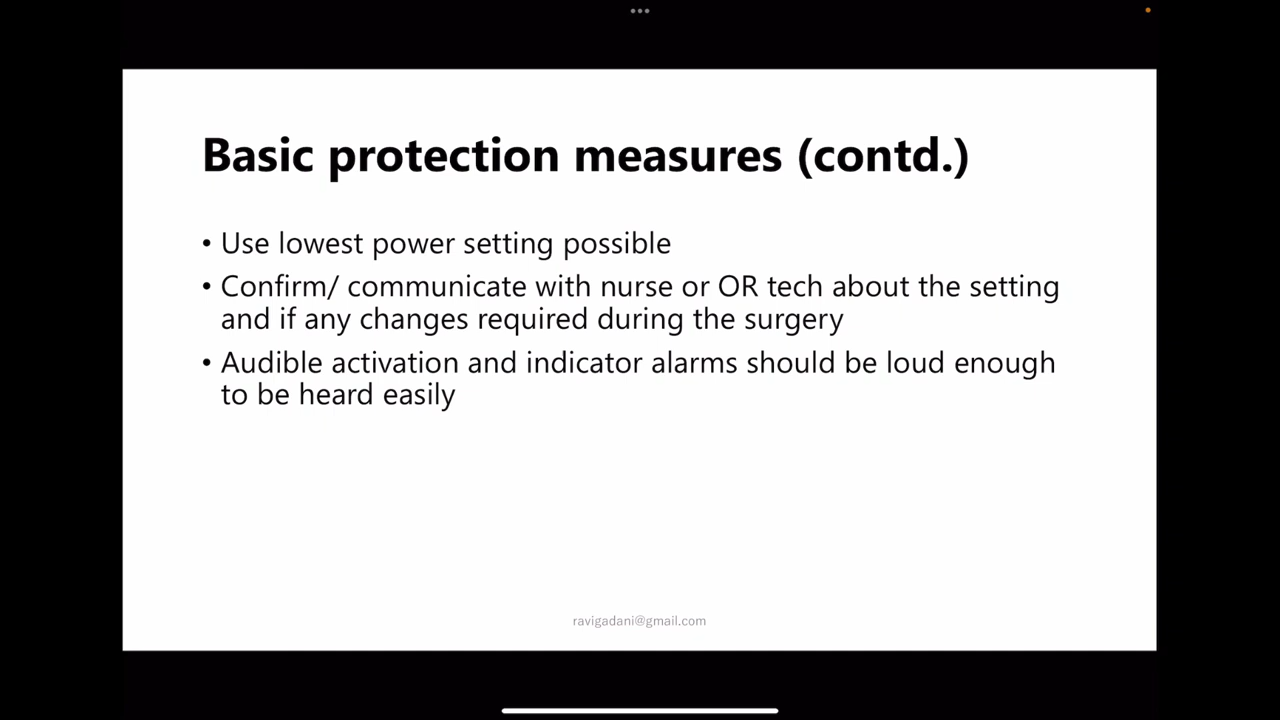 Basic protection measures (contd.)
• Use lowest power setting possible
• Confirm/ communicate with nurse or OR tech about the setting
and if any changes required during the surgery
• Audible activation and indicator alarms should be loud enough
to be heard easily
ravigadani@gmail.com